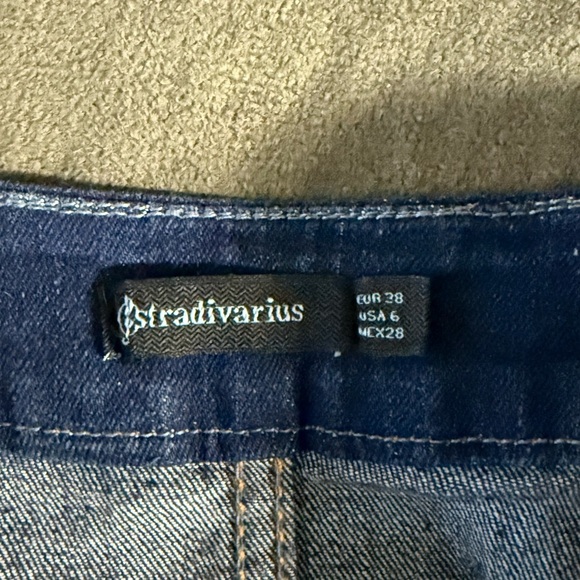 stradivarius
EUR 38
USA 6
MEX28